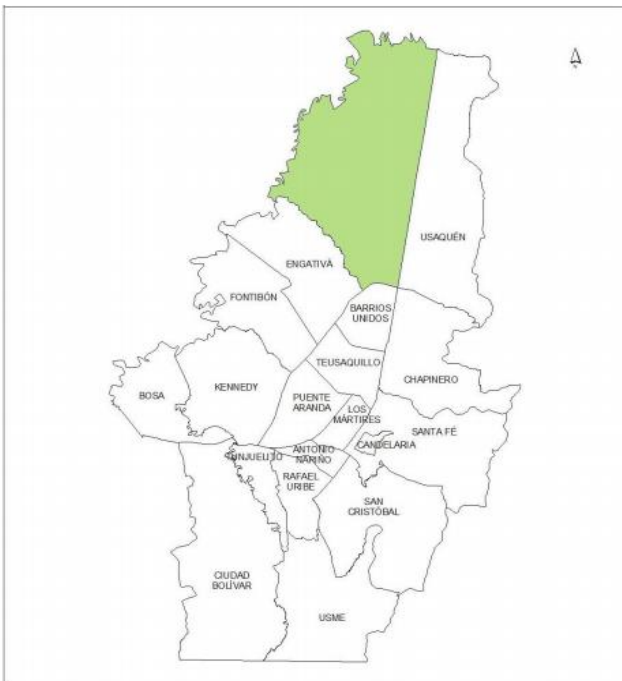 USAQUÉN
ENGATIVÁ
FONTIBÓN
BARRIOS
UNIDOS
TEUSAQUILLO
CHAPINERO
BOSA
KENNEDY
PUENTE
ARANDA
LOS
MÁRTIRES
SANTA FÉ
CANDELARIA
TUNJUELITO
ANTONIO
NARIÑO
RAFAEL
URIBE
SAN
CRISTÓBAL
CIUDAD
BOLÍVAR
USME